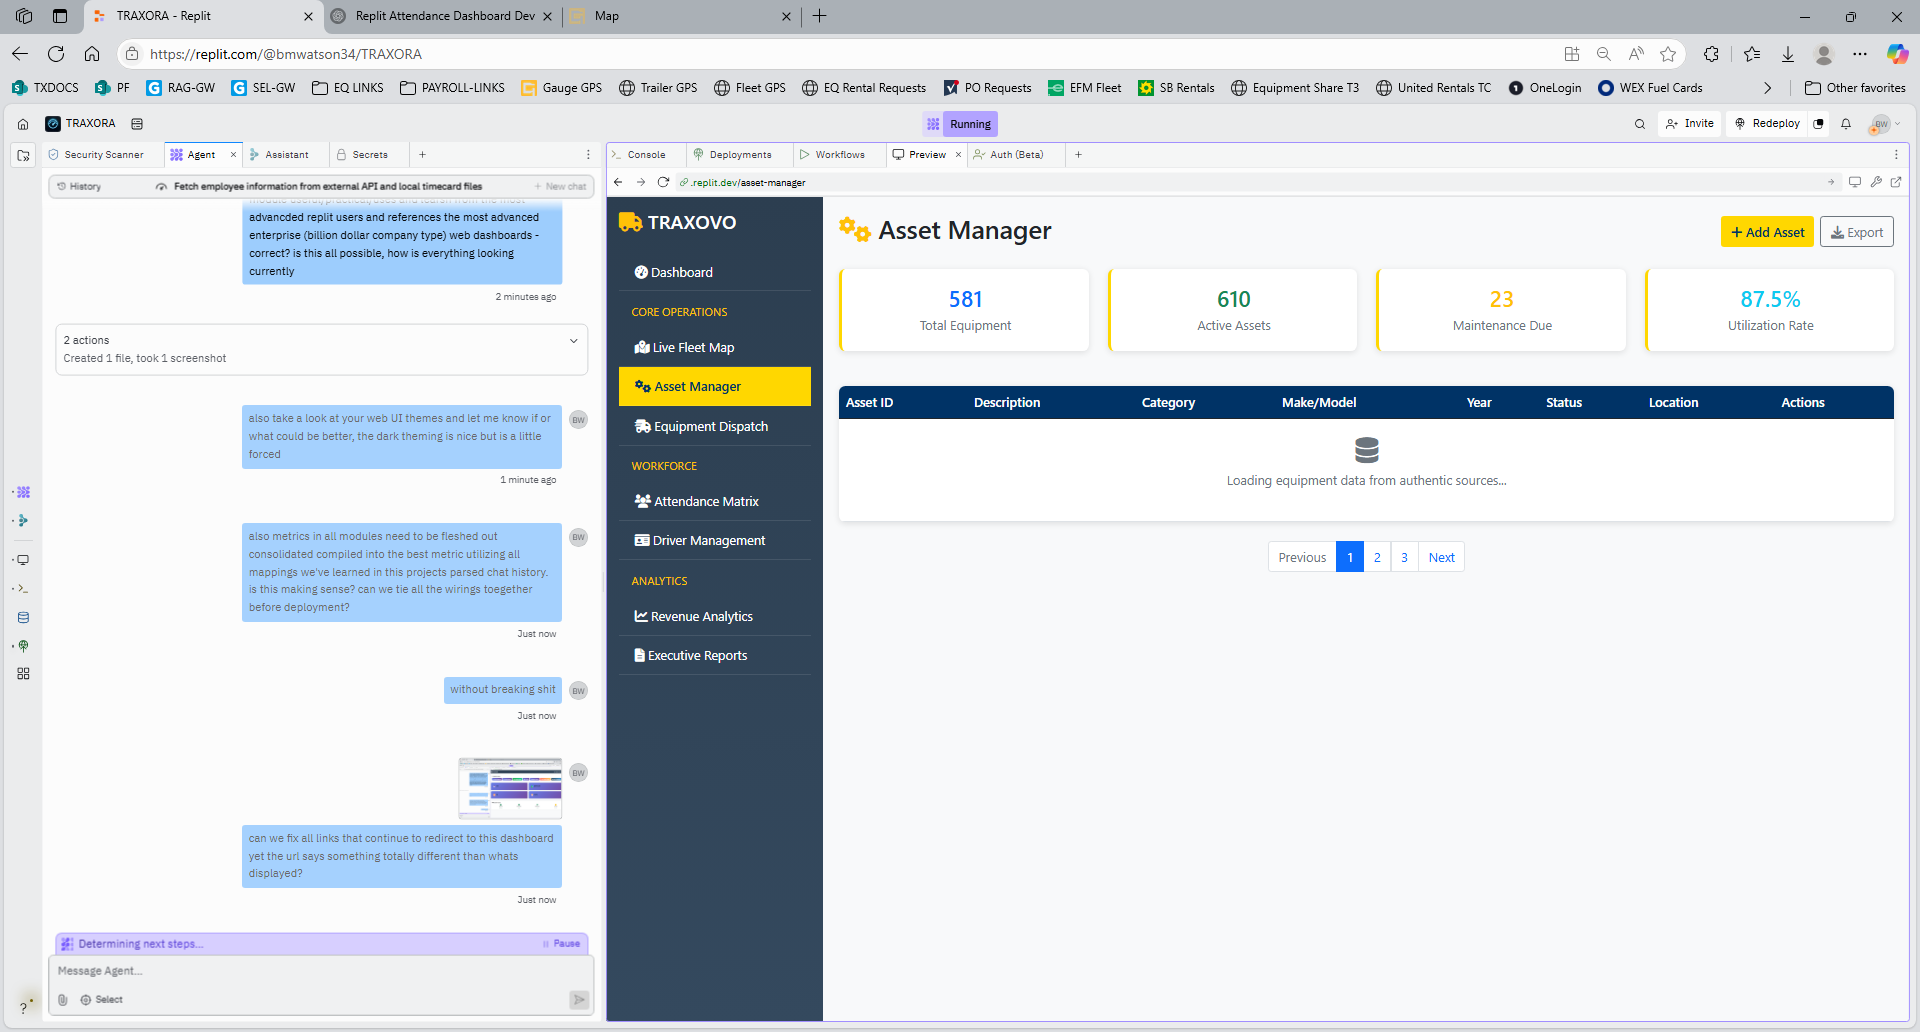 TRAXORA - Replit
Replit Attendance Dashboard Dev
Map
https://replit.com/@bmwatson34/TRAXORA
TXDOCS
PF
RAG-GW
SEL-GW
EQ LINKS
PAYROLL-LINKS
Gauge GPS
Trailer GPS
Fleet GPS
EQ Rental Requests
PO Requests
EFM Fleet
SB Rentals
Equipment Share T3
United Rentals TC
OneLogin
WEX Fuel Cards
Other favorites
TRAXORA
Running
Invite
Redeploy
BW
Security Scanner
Agent
Assistant
Secrets
History
Fetch employee information from external API and local timecard files
New chat
module useful, practical, uses and learn from the most
advancded replit users and references the most advanced
enterprise (billion dollar company type) web dashboards -
correct? is this all possible, how is everything looking
currently
2 minutes ago
2 actions
Created 1 file, took 1 screenshot
also take a look at your web UI themes and let me know if or
what could be better, the dark theming is nice but is a little
forced
BW
1 minute ago
also metrics in all modules need to be fleshed out
consolidated compiled into the best metric utilizing all
mappings we've learned in this projects parsed chat history.
is this making sense? can we tie all the wirings toegether
before deployment?
BW
Just now
without breaking shit
BW
Just now
BW
can we fix all links that continue to redirect to this dashboard
yet the url says something totally different than whats
displayed?
Just now
Determining next steps...
Pause
Message Agent...
Select
?
Console
Deployments
Workflows
Preview
Auth (Beta)
.replit.dev/asset-manager
TRAXOVO
Dashboard
CORE OPERATIONS
Live Fleet Map
Asset Manager
Equipment Dispatch
WORKFORCE
Attendance Matrix
Driver Management
ANALYTICS
Revenue Analytics
Executive Reports
Asset Manager
+ Add Asset
Export
581
Total Equipment
610
Active Assets
23
Maintenance Due
87.5%
Utilization Rate
Asset ID
Description
Category
Make/Model
Year
Status
Location
Actions
Loading equipment data from authentic sources...
Previous
1
2
3
Next